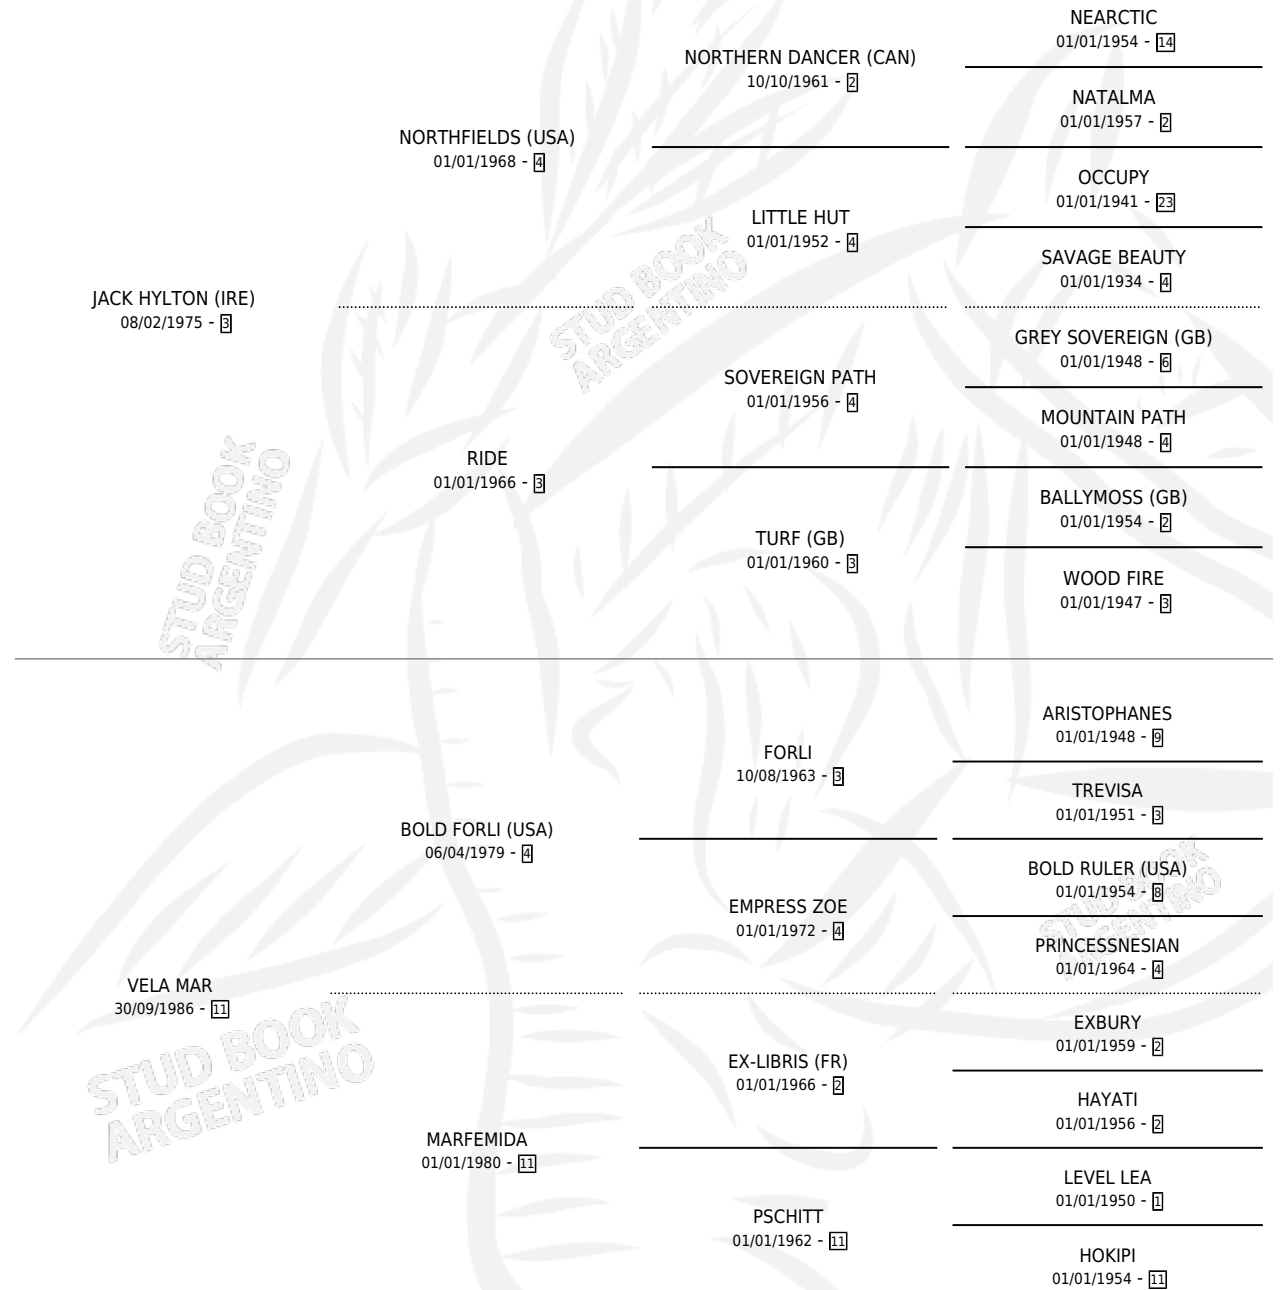 NEARCTIC
01/01/1954 - 14
NORTHERN DANCER (CAN)
10/10/1961 - 2
NATALMA
01/01/1957 - 2
NORTHFIELDS (USA)
01/01/1968 - 4
OCCUPY
01/01/1941 - 23
LITTLE HUT
01/01/1952 - 4
SAVAGE BEAUTY
01/01/1934 - 4
JACK HYLTON (IRE)
08/02/1975 - 3
GREY SOVEREIGN (GB)
01/01/1948 - 6
SOVEREIGN PATH
01/01/1956 - 4
MOUNTAIN PATH
01/01/1948 - 4
RIDE
01/01/1966 - 3
BALLYMOSS (GB)
01/01/1954 - 2
TURF (GB)
01/01/1960 - 3
WOOD FIRE
01/01/1947 - 3
ARISTOPHANES
01/01/1948 - 9
FORLI
10/08/1963 - 3
TREVISA
01/01/1951 - 3
BOLD FORLI (USA)
06/04/1979 - 4
BOLD RULER (USA)
01/01/1954 - 8
EMPRESS ZOE
01/01/1972 - 4
PRINCESSNESIAN
01/01/1964 - 4
VELA MAR
30/09/1986 - 11
EXBURY
01/01/1959 - 2
EX-LIBRIS (FR)
01/01/1966 - 2
HAYATI
01/01/1956 - 2
MARFEMIDA
01/01/1980 - 11
LEVEL LEA
01/01/1950 - 1
PSCHITT
01/01/1962 - 11
HOKIPI
01/01/1954 - 11
STUD BOOK
ARGENTINO
STUD BOOK
ARGENTINO
STUD BOOK
ARGENTINO
STUD BOOK
ARGENTINO